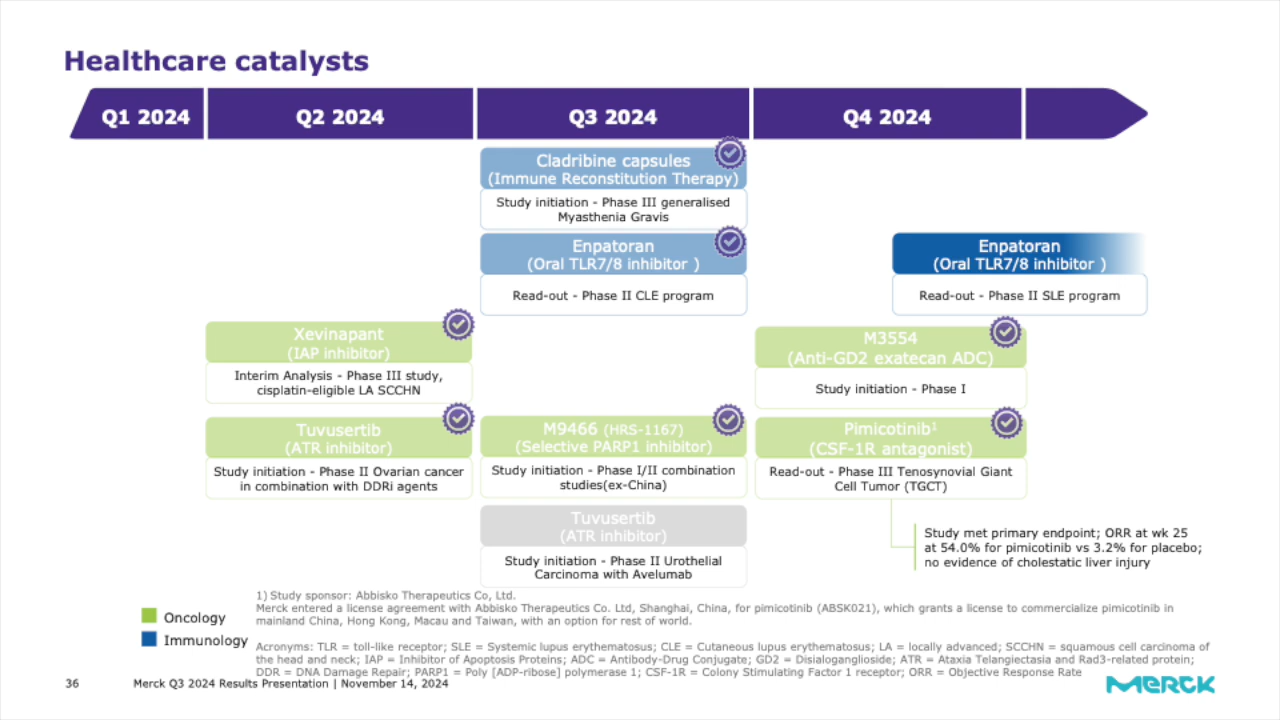 Healthcare catalysts
Q1 2024
Q2 2024
Q3 2024
Q4 2024
Cladribine capsules
(Immune Reconstitution Therapy)
Study initiation - Phase III generalised
Myasthenia Gravis
Enpatoran
(Oral TLR7/8 inhibitor )
Read-out - Phase II CLE program
Enpatoran
(Oral TLR7/8 inhibitor )
Read-out - Phase II SLE program
Xevinapant
(IAP inhibitor)
Interim Analysis - Phase III study,
cisplatin-eligible LA SCCHN
M3554
(Anti-GD2 exatecan ADC)
Study initiation - Phase I
Tuvusertib
(ATR inhibitor)
Study initiation - Phase II Ovarian cancer
in combination with DDRi agents
M9466 (HRS-1167)
(Selective PARP1 inhibitor)
Study initiation - Phase I/II combination
studies(ex-China)
Pimicotinib¹
(CSF-1R antagonist)
Read-out - Phase III Tenosynovial Giant
Cell Tumor (TGCT)
Tuvusertib
(ATR inhibitor)
Study initiation - Phase II Urothelial
Carcinoma with Avelumab
Study met primary endpoint; ORR at wk 25
at 54.0% for pimicotinib vs 3.2% for placebo;
no evidence of cholestatic liver injury
Oncology
Immunology
1) Study sponsor: Abbisko Therapeutics Co, Ltd.
Merck entered a license agreement with Abbisko Therapeutics Co. Ltd, Shanghai, China, for pimicotinib (ABSK021), which grants a license to commercialize pimicotinib in
mainland China, Hong Kong, Macau and Taiwan, with an option for rest of world.
Acronyms: TLR = toll-like receptor; SLE = Systemic lupus erythematosus; CLE = Cutaneous lupus erythematosus; LA = locally advanced; SCCHN = squamous cell carcinoma of
the head and neck; IAP = Inhibitor of Apoptosis Proteins; ADC = Antibody-Drug Conjugate; GD2 = Disialoganglioside; ATR = Ataxia Telangiectasia and Rad3-related protein;
DDR = DNA Damage Repair; PARP1 = Poly [ADP-ribose] polymerase 1; CSF-1R = Colony Stimulating Factor 1 receptor; ORR = Objective Response Rate
36
Merck Q3 2024 Results Presentation | November 14, 2024
MERCK